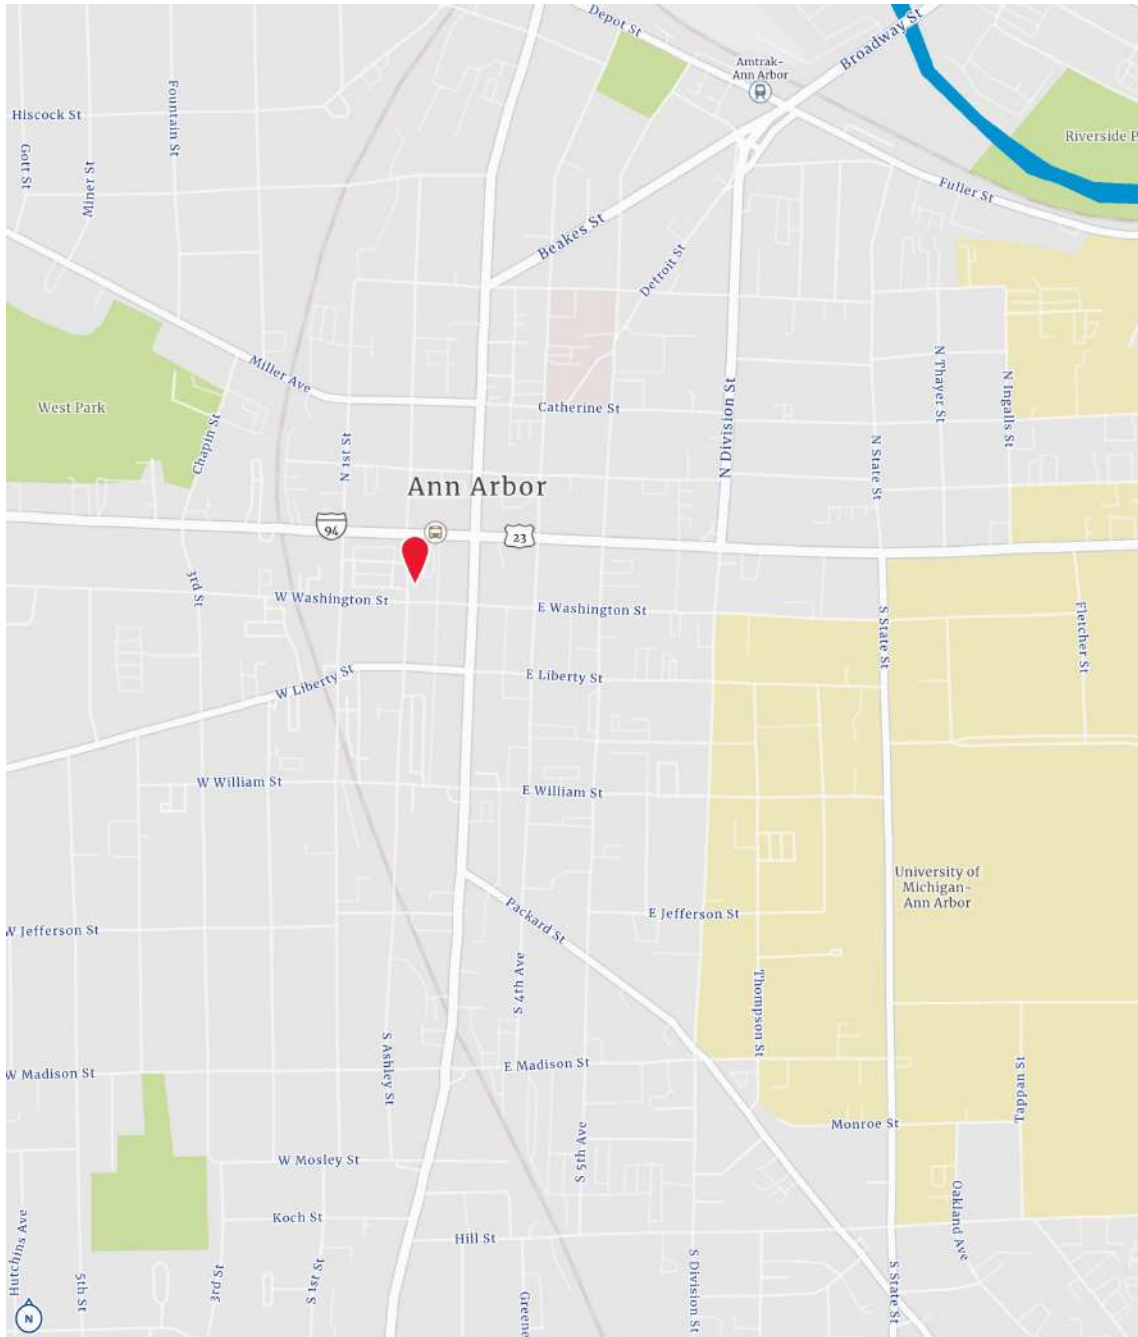 Depot St
Broadway St
Amtrak-
Ann Arbor
Hiscock St
Fountain St
Gott St
Miner St
Riverside P
Fuller St
Beakes St
Detroit St
Miller Ave
West Park
Chapin St
N 1st St
Catherine St
N Division St
N State St
N Thayer St
N Ingalls St
Ann Arbor
94
23
3rd St
W Washington St
E Washington St
S State St
Fletcher St
W Liberty St
E Liberty St
W William St
E William St
University of
Michigan-
Ann Arbor
Packard St
E Jefferson St
W Jefferson St
S 4th Ave
Thompson St
S Ashley St
E Madison St
W Madison St
Tappan St
Monroe St
S 5th Ave
W Mosley St
Oakland Ave
Koch St
Hill St
Hutchins Ave
5th St
3rd St
S 1st St
Greene
S Division St
S State St
N